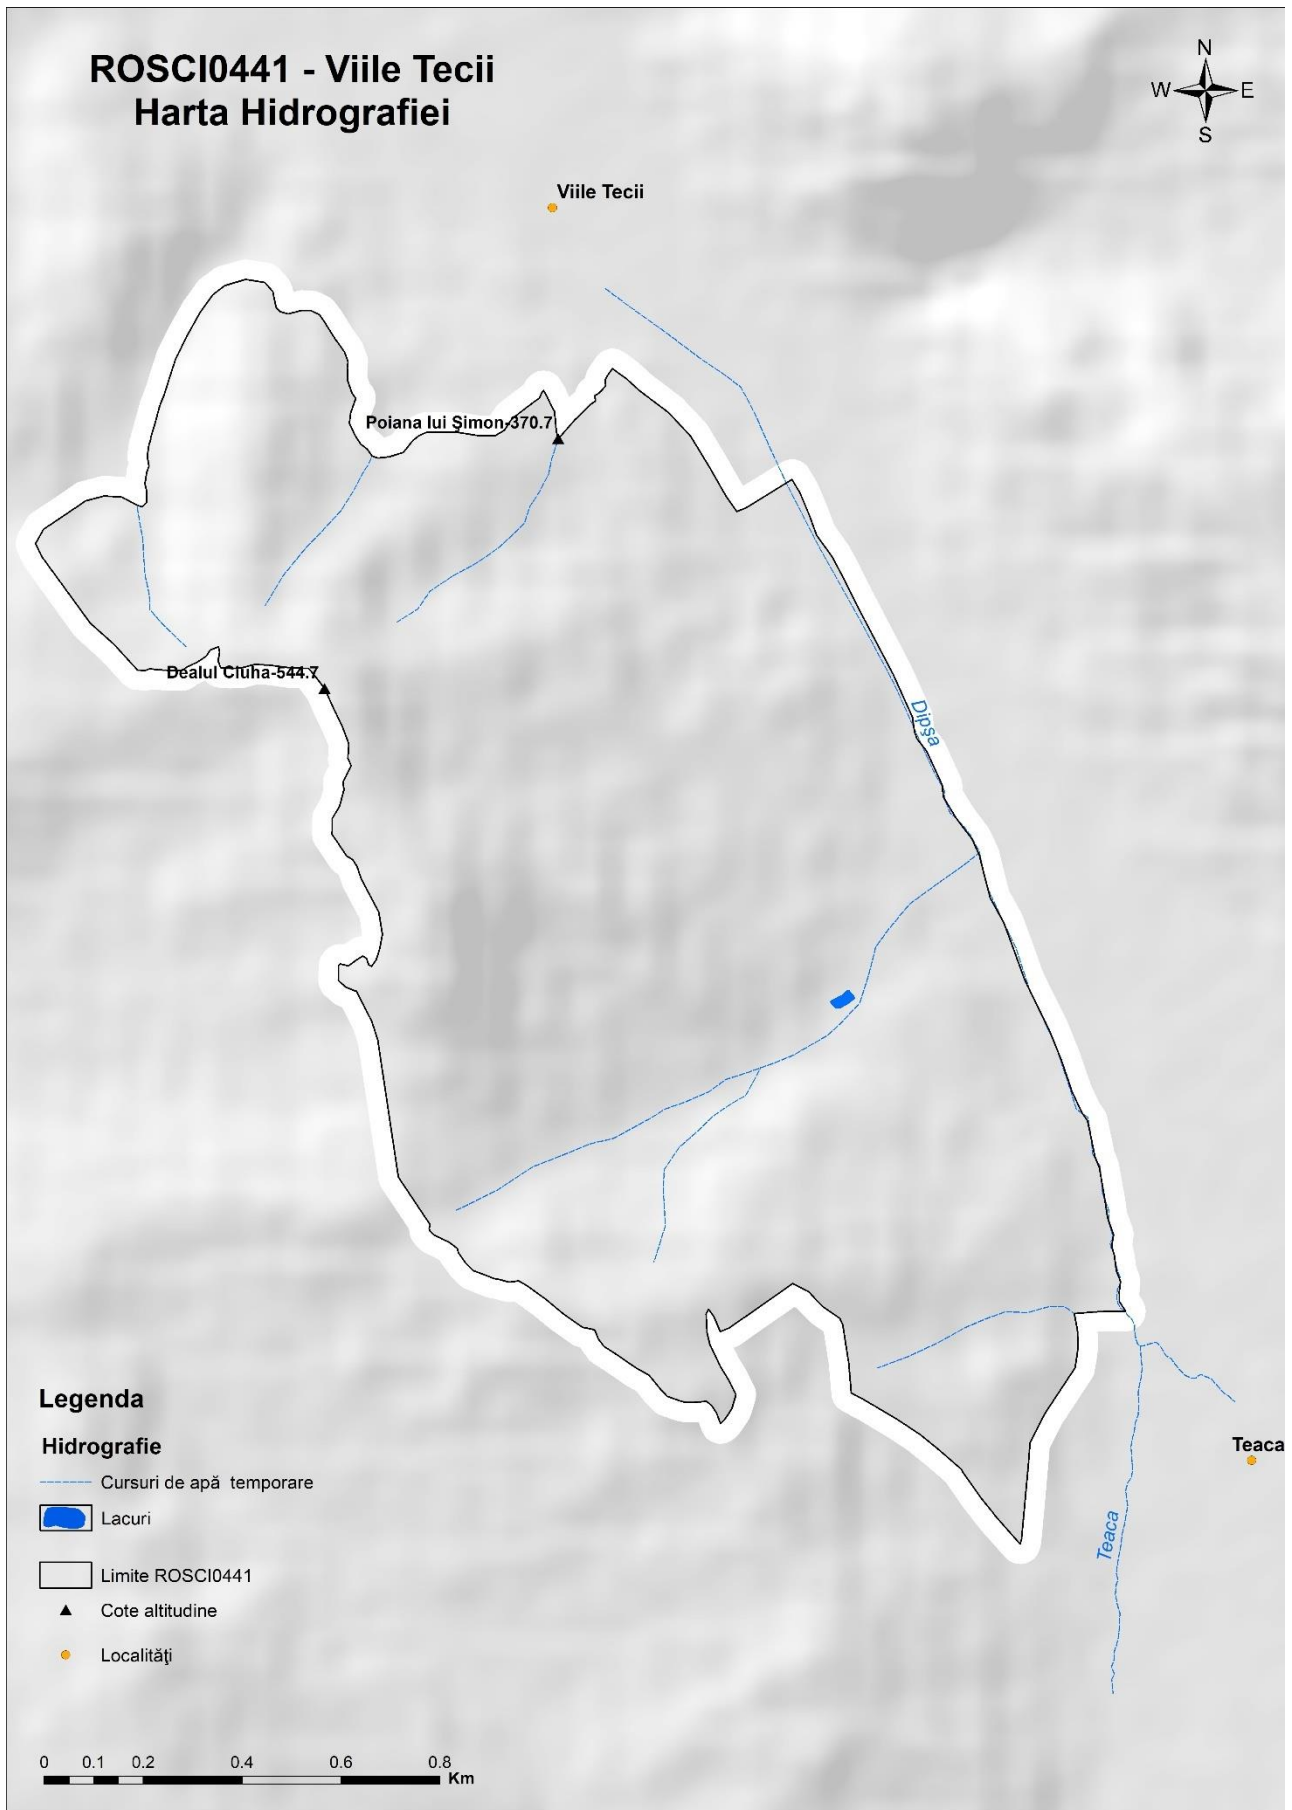 ROSCI0441 - Viile Tecii
Harta Hidrografiei
N
W E
S
Viile Tecii
Poiana lui Şimon-370.7
Dealul Ciuha-544.7
Dipşa
Teaca
Teaca
Legenda
Hidrografie
Cursuri de apă temporare
Lacuri
Limite ROSCI0441
Cote altitudine
Localităţi
0 0.1 0.2 0.4 0.6 0.8
Km